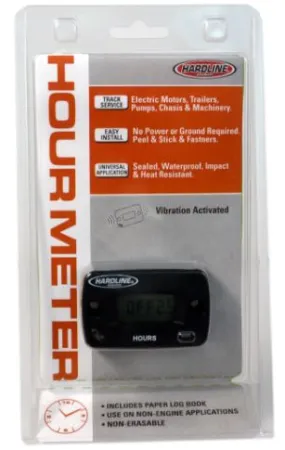 HOUR METER
HARDLINE
TRACK SERVICE
Electric Motors, Trailers,
Pumps, Chasis & Machinery.
EASY INSTALL
No Power or Ground Required.
Peel & Stick & Fastners.
UNIVERSAL APPLICATION
Sealed, Waterproof, Impact
& Heat Resistant.
Vibration Activated
HARDLINE
HOURS
• INCLUDES PAPER LOG BOOK
• USE ON NON-ENGINE APPLICATIONS
• NON-ERASABLE